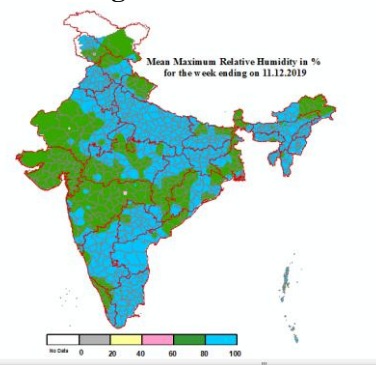 Mean Maximum Relative Humidity in %
for the week ending on 11.12.2019
No Data 0 20 40 60 80 100